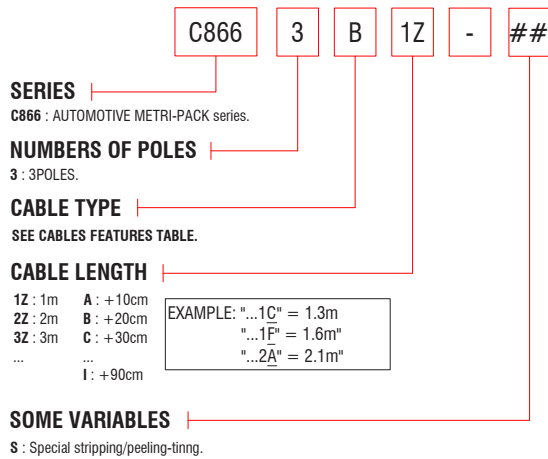 C866 3 B 1Z - ##
SERIES
C866 : AUTOMOTIVE METRI-PACK series.
NUMBERS OF POLES
3 : 3POLES.
CABLE TYPE
SEE CABLES FEATURES TABLE.
CABLE LENGTH
1Z : 1m A : +10cm
2Z : 2m B : +20cm
3Z : 3m C : +30cm
... ...
I : +90cm
EXAMPLE: "...1C" = 1.3m
"...1F" = 1.6m"
"...2A" = 2.1m"
SOME VARIABLES
S : Special stripping/peeling-tinng.